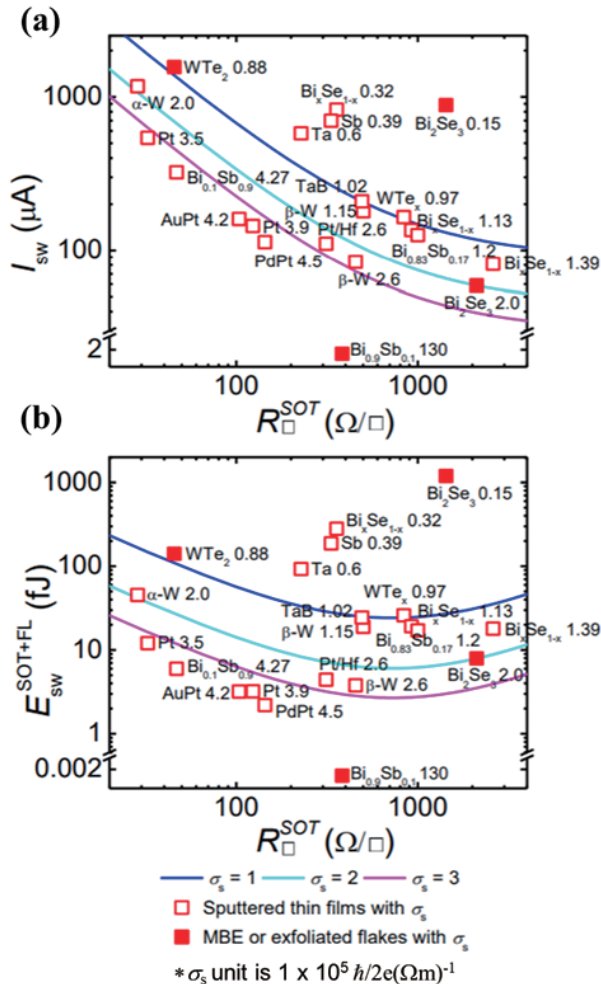 (a)
1000
100
2
I_sw (μA)
WTe₂ 0.88
α-W 2.0
BiₓSe₁₋ₓ 0.32
Sb 0.39
Ta 0.6
Bi₂Se₃ 0.15
Pt 3.5
Bi₀.₁Sb₀.₉ 4.27
TaB 1.02
WTeₓ 0.97
β-W 1.15
BiₓSe₁₋ₓ 1.13
AuPt 4.2
Pt 3.9
Pt/Hf 2.6
Bi₀.₈₃Sb₀.₁₇ 1.2
PdPt 4.5
β-W 2.6
BiₓSe₁₋ₓ 1.39
Bi₂Se₃ 2.0
Bi₀.₉Sb₀.₁ 130
100 1000
R_□^SOT (Ω/□)
(b)
1000
100
10
1
0.002
E_sw^SOT+FL (fJ)
Bi₂Se₃ 0.15
BiₓSe₁₋ₓ 0.32
Sb 0.39
WTe₂ 0.88
Ta 0.6
α-W 2.0
WTeₓ 0.97
TaB 1.02
BiₓSe₁₋ₓ 1.13
β-W 1.15
Pt 3.5
Bi₀.₈₃Sb₀.₁₇ 1.2
BiₓSe₁₋ₓ 1.39
Bi₀.₁Sb₀.₉ 4.27
Pt/Hf 2.6
AuPt 4.2
Pt 3.9
β-W 2.6
Bi₂Se₃ 2.0
PdPt 4.5
Bi₀.₉Sb₀.₁ 130
100 1000
R_□^SOT (Ω/□)
σₛ = 1 σₛ = 2 σₛ = 3
Sputtered thin films with σₛ
MBE or exfoliated flakes with σₛ
*σₛ unit is 1 x 10⁵ ℏ/2e(Ωm)⁻¹